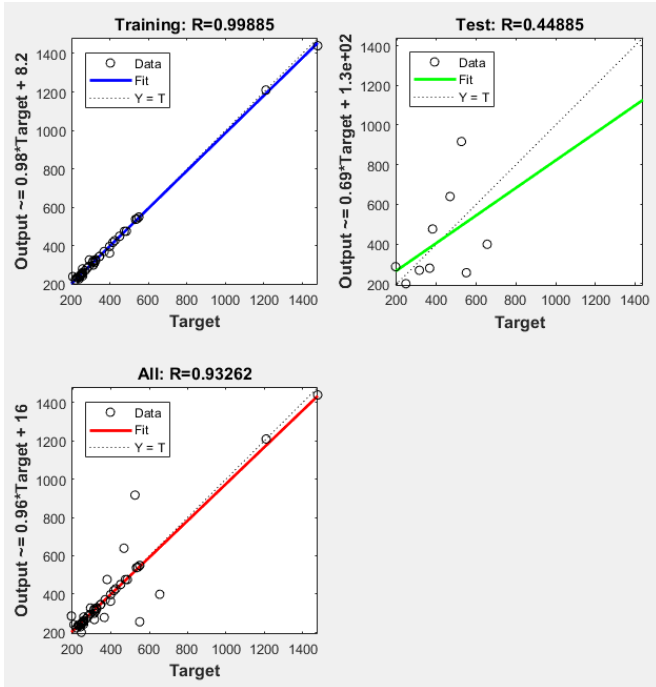 Training: R=0.99885
Output ~= 0.98*Target + 8.2
1400
1200
1000
800
600
400
200
Data
Fit
Y = T
200 400 600 800 1000 1200 1400
Target
Test: R=0.44885
Output ~= 0.69*Target + 1.3e+02
1400
1200
1000
800
600
400
200
Data
Fit
Y = T
200 400 600 800 1000 1200 1400
Target
All: R=0.93262
Output ~= 0.96*Target + 16
1400
1200
1000
800
600
400
200
Data
Fit
Y = T
200 400 600 800 1000 1200 1400
Target